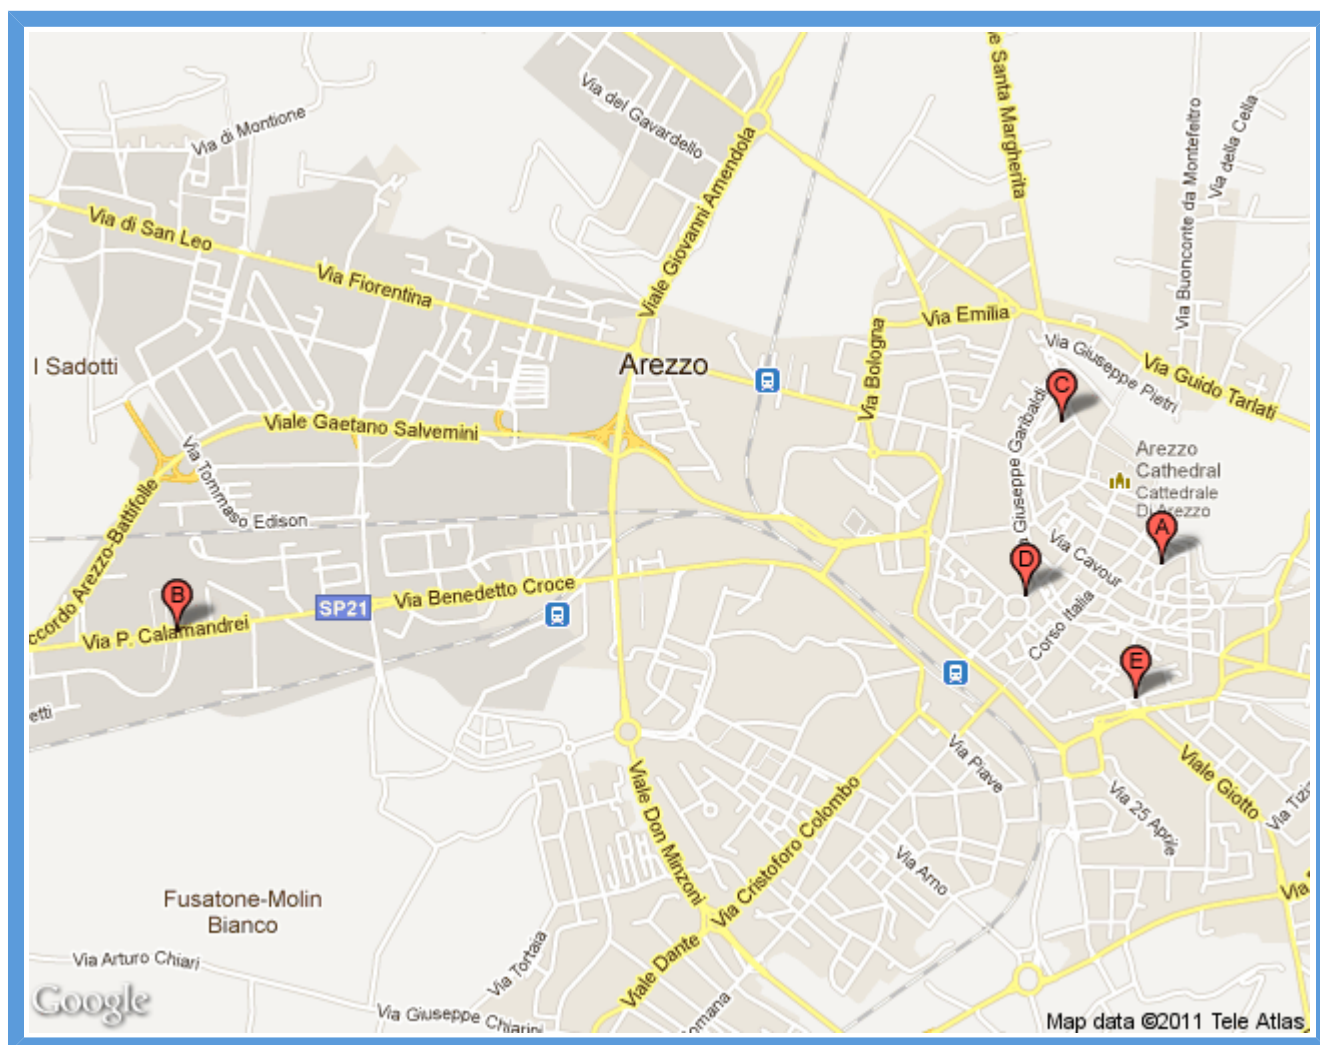 e Santa Margherita
Via del Gavardello
Via di Montione
Viale Giovanni Amendola
Via Buonconte da Montefeltro
Via della Cella
Via di San Leo
Via Fiorentina
Via Emilia
Via Bologna
Via Giuseppe Pietri
Via Guido Tarlati
I Sadotti
Arezzo
C
Giuseppe Garibaldi
Viale Gaetano Salvemini
Via Tommaso Edison
Arezzo
Cathedral
Cattedrale
Di Arezzo
A
ccordo Arezzo-Battifolle
Via Cavour
D
B
SP21
Via Benedetto Croce
Via P. Calamandrei
Corso Italia
E
etti
Via Piave
Viale Giotto
Via Tizi
Viale Don Minzoni
Via Cristoforo Colombo
Via 25 Aprile
Via Arno
Via
Fusatone-Molin
Bianco
Via Arturo Chiari
Via Tortaia
Viale Dante
omana
Google
Via Giuseppe Chiarini
Map data ©2011 Tele Atlas